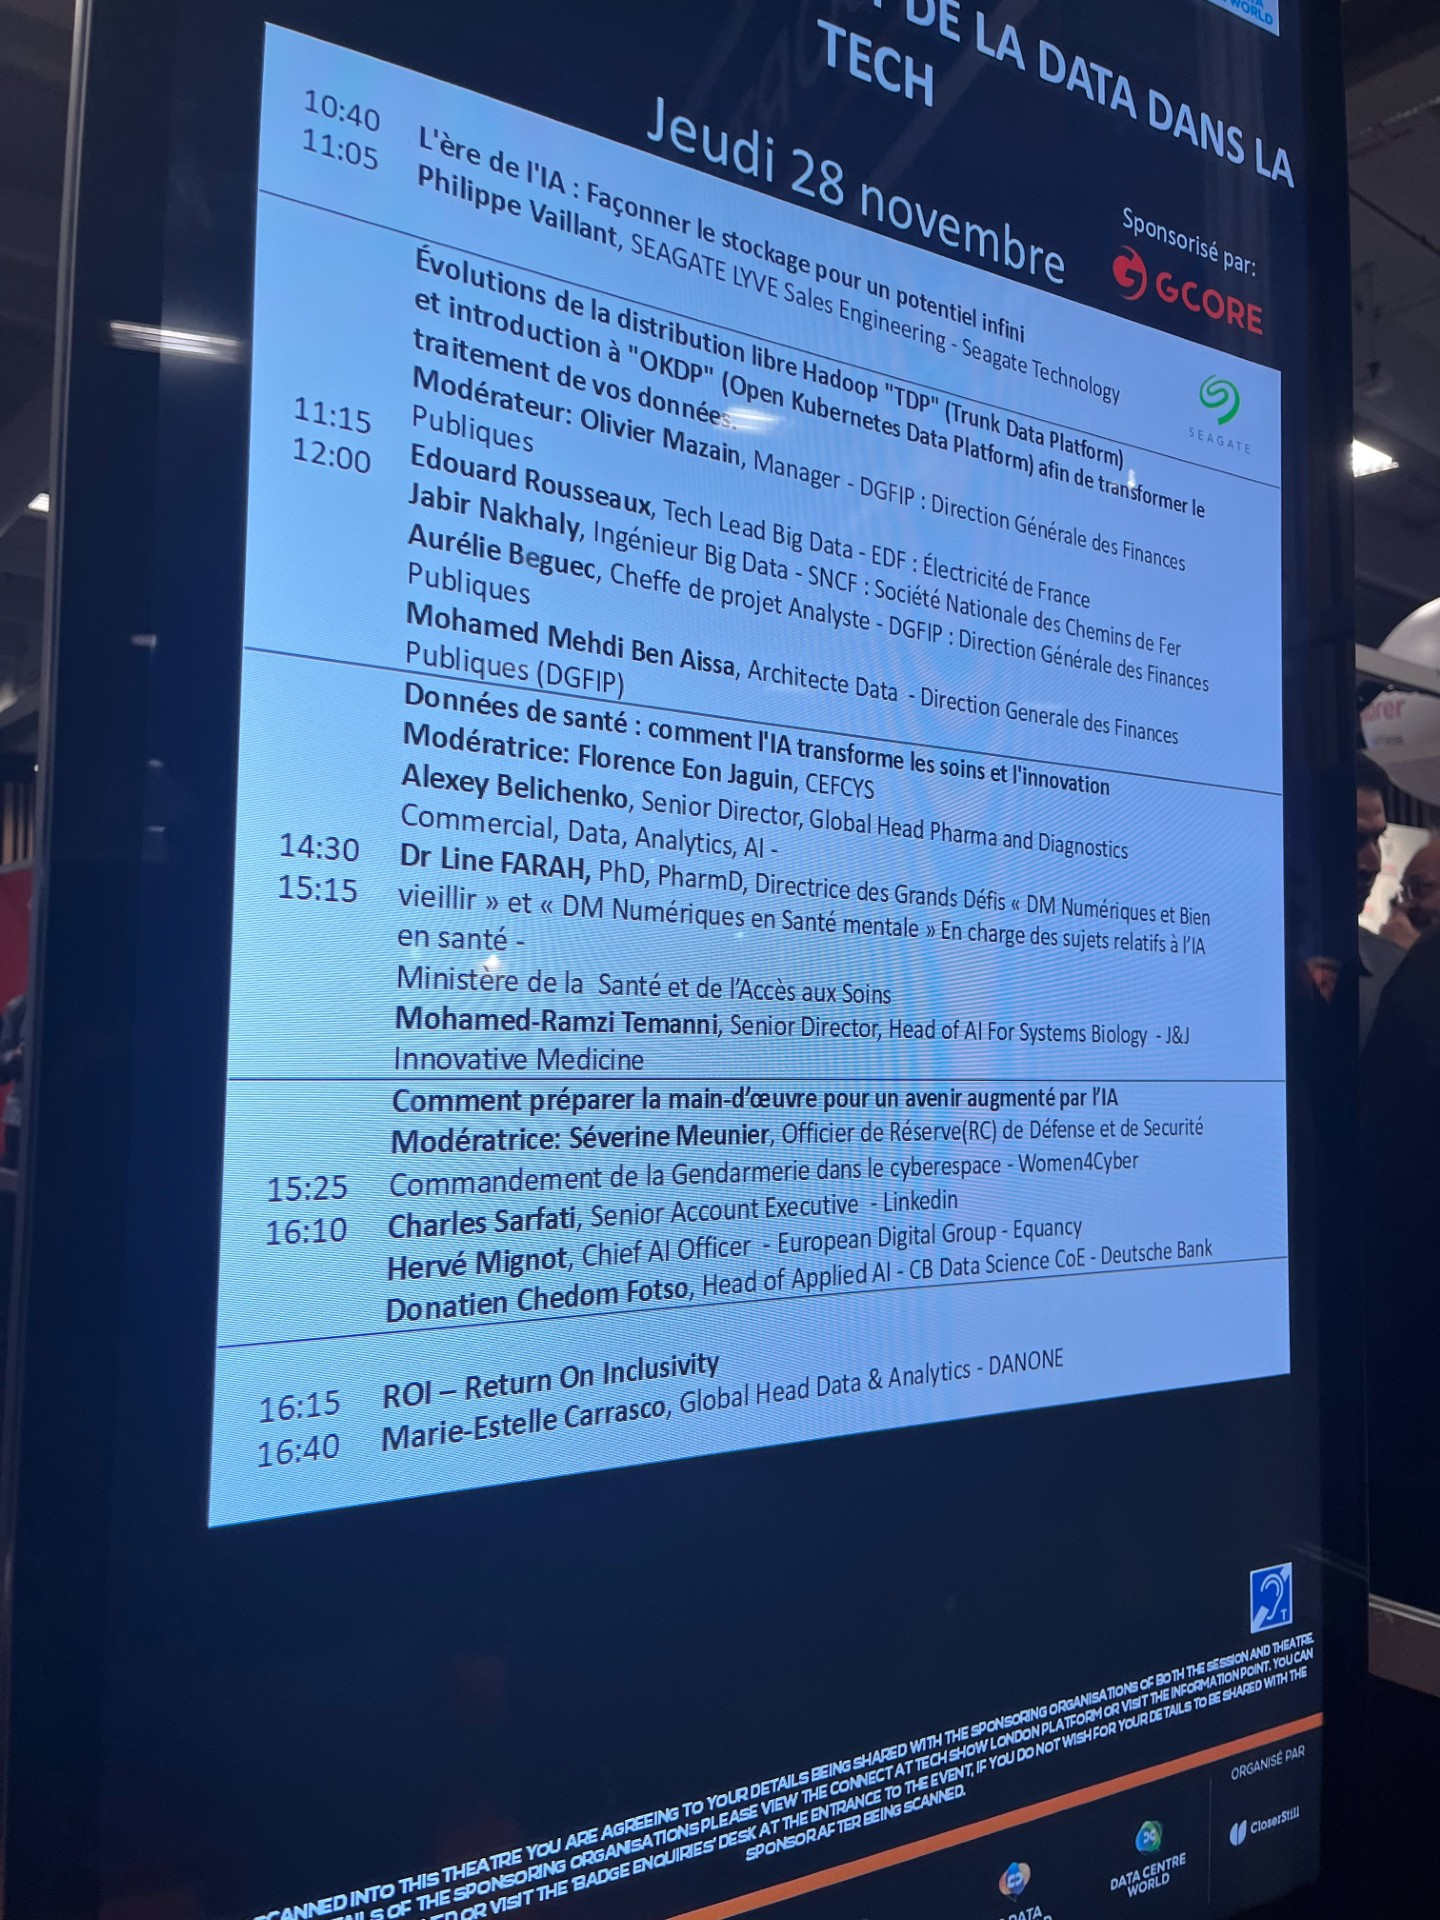 WORLD
DE LA DATA DANS LA
TECH
Jeudi 28 novembre
Sponsorisé par:
GCORE
10:40
11:05
L'ère de l'IA : Façonner le stockage pour un potentiel infini
Philippe Vaillant, SEAGATE LYVE Sales Engineering - Seagate Technology
SEAGATE
11:15
12:00
Évolutions de la distribution libre Hadoop "TDP" (Trunk Data Platform)
et introduction à "OKDP" (Open Kubernetes Data Platform) afin de transformer le
traitement de vos données.
Modérateur: Olivier Mazain, Manager - DGFIP : Direction Générale des Finances
Publiques
Edouard Rousseaux, Tech Lead Big Data - EDF : Électricité de France
Jabir Nakhaly, Ingénieur Big Data - SNCF : Société Nationale des Chemins de Fer
Aurélie Beguec, Cheffe de projet Analyste - DGFIP : Direction Générale des Finances
Publiques
Mohamed Mehdi Ben Aissa, Architecte Data - Direction Generale des Finances
Publiques (DGFIP)
14:30
15:15
Données de santé : comment l'IA transforme les soins et l'innovation
Modératrice: Florence Eon Jaguin, CEFCYS
Alexey Belichenko, Senior Director, Global Head Pharma and Diagnostics
Commercial, Data, Analytics, AI -
Dr Line FARAH, PhD, PharmD, Directrice des Grands Défis « DM Numériques et Bien
vieillir » et « DM Numériques en Santé mentale » En charge des sujets relatifs à l’IA
en santé -
Ministère de la Santé et de l’Accès aux Soins
Mohamed-Ramzi Temanni, Senior Director, Head of AI For Systems Biology - J&J
Innovative Medicine
15:25
16:10
Comment préparer la main-d’œuvre pour un avenir augmenté par l’IA
Modératrice: Séverine Meunier, Officier de Réserve(RC) de Défense et de Securité
Commandement de la Gendarmerie dans le cyberespace - Women4Cyber
Charles Sarfati, Senior Account Executive - Linkedin
Hervé Mignot, Chief AI Officer - European Digital Group - Equancy
Donatien Chedom Fotso, Head of Applied AI - CB Data Science CoE - Deutsche Bank
16:15
16:40
ROI – Return On Inclusivity
Marie-Estelle Carrasco, Global Head Data & Analytics - DANONE
T
SCANNED INTO THIS THEATRE YOU ARE AGREEING TO YOUR DETAILS BEING SHARED WITH THE SPONSORING ORGANISATIONS OF BOTH THE SESSION AND THEATRE.
OF THE SPONSORING ORGANISATIONS PLEASE VIEW THE CONNECT AT TECH SHOW LONDON PLATFORM OR VISIT THE INFORMATION POINT. YOU CAN
OR VISIT THE 'BADGE ENQUIRIES' DESK AT THE ENTRANCE TO THE EVENT, IF YOU DO NOT WISH FOR YOUR DETAILS TO BE SHARED WITH THE
SPONSOR AFTER BEING SCANNED.
ORGANISÉ PAR
CloserStill
DATA CENTRE
WORLD
DATA